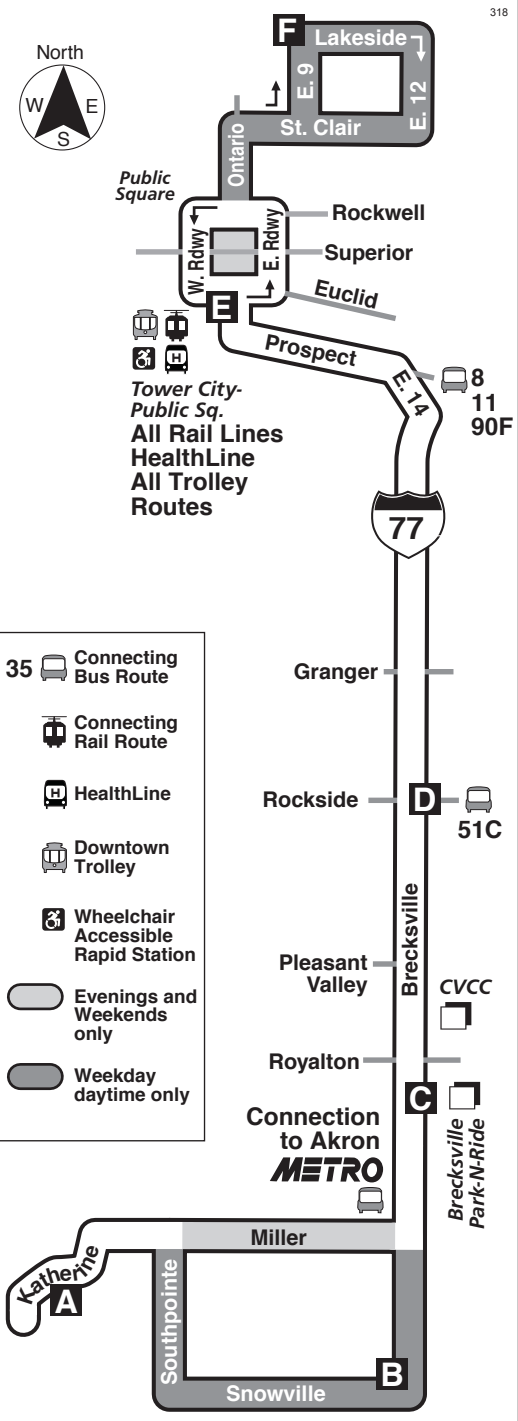 318
North
W E
S
F
Lakeside
E. 9
E. 12
St. Clair
Ontario
Public
Square
Rockwell
W. Rdwy
E. Rdwy
Superior
Euclid
E
Prospect
H
Tower City-
Public Sq.
All Rail Lines
HealthLine
All Trolley
Routes
E. 14
8
11
90F
77
35 Connecting
Bus Route
Connecting
Rail Route
H HealthLine
Downtown
Trolley
Wheelchair
Accessible
Rapid Station
Evenings and
Weekends
only
Weekday
daytime only
Granger
Rockside
D
51C
Brecksville
Pleasant
Valley
CVCC
Royalton
C
Brecksville
Park-N-Ride
Connection
to Akron
METRO
Miller
Katherine
A
Southpointe
B
Snowville